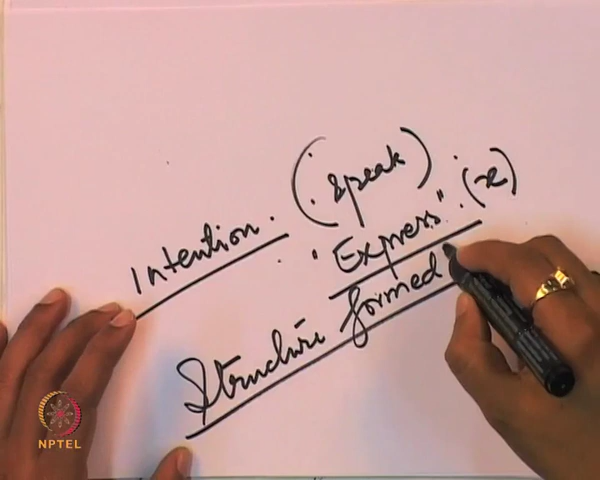 Intention. (speak)
"Express". (x)
Structure formed
NPTEL